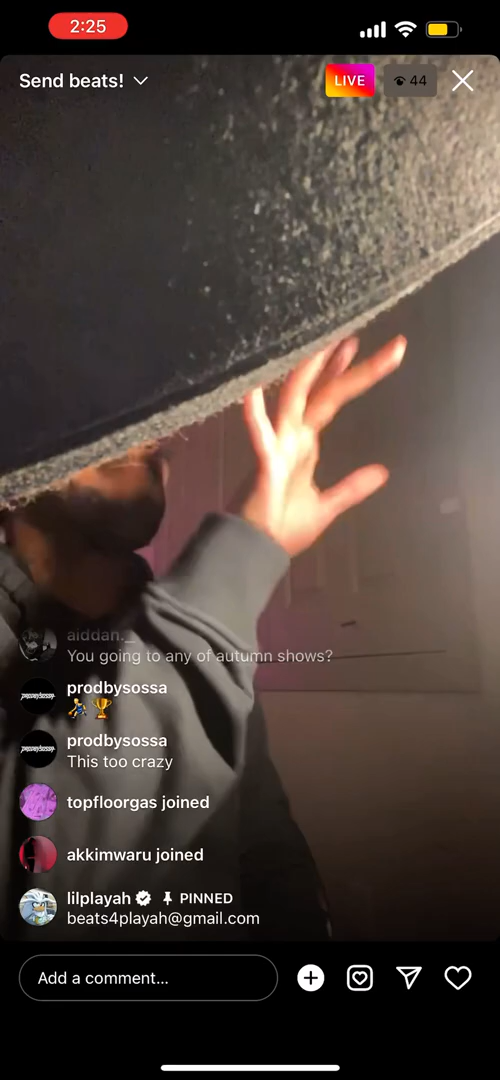 2:25
Send beats!
LIVE
44
aiddan._
You going to any of autumn shows?
prodbysossa
🏃🏆
prodbysossa
This too crazy
topfloorgas joined
akkimwaru joined
lilplayah PINNED
beats4playah@gmail.com
Add a comment...